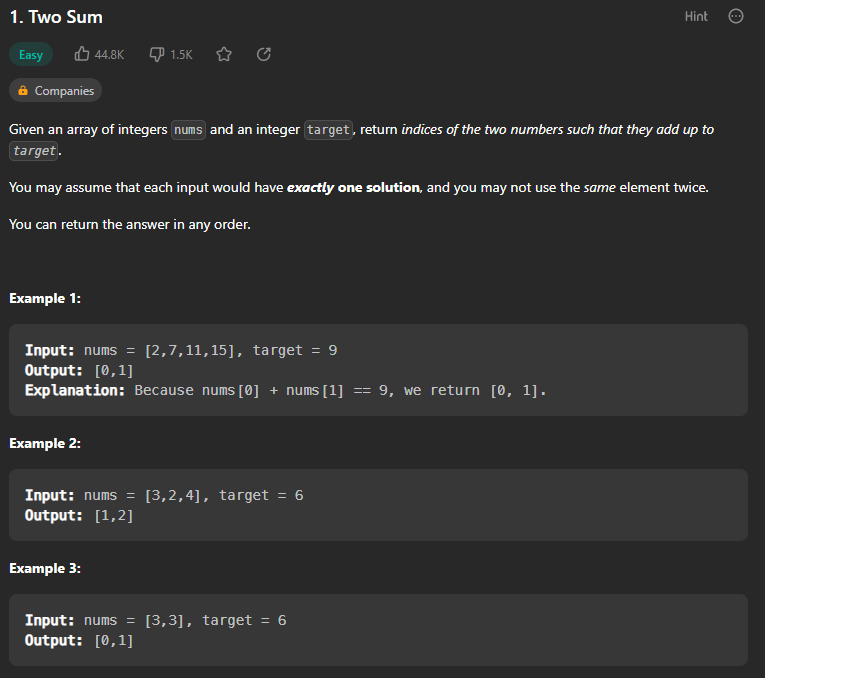 1. Two Sum
Hint
Easy
44.8K
1.5K
Companies
Given an array of integers nums and an integer target, return indices of the two numbers such that they add up to
target.
You may assume that each input would have exactly one solution, and you may not use the same element twice.
You can return the answer in any order.
Example 1:
Input: nums = [2,7,11,15], target = 9
Output: [0,1]
Explanation: Because nums[0] + nums[1] == 9, we return [0, 1].
Example 2:
Input: nums = [3,2,4], target = 6
Output: [1,2]
Example 3:
Input: nums = [3,3], target = 6
Output: [0,1]